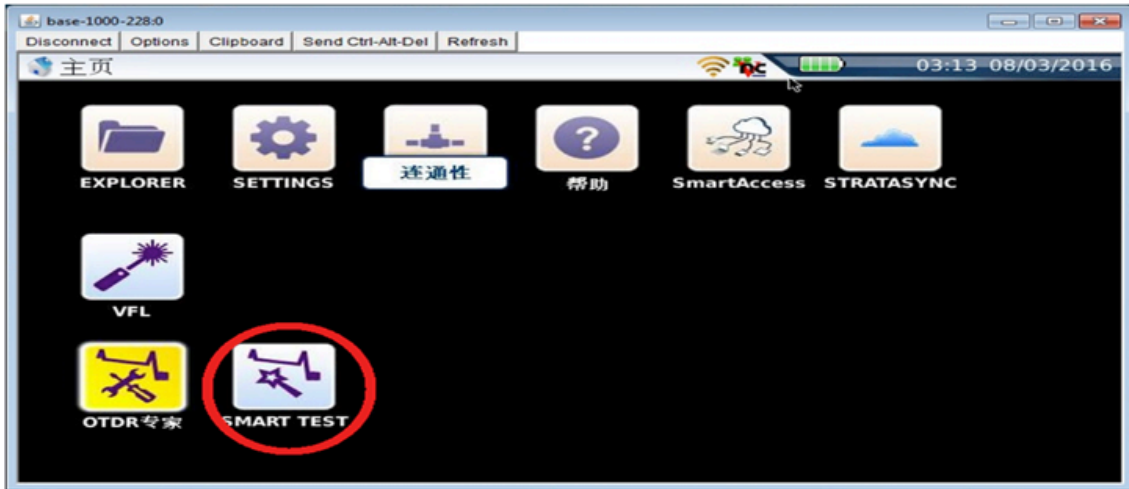 base-1000-228:0
Disconnect Options Clipboard Send Ctrl-Alt-Del Refresh
主页 nc 03:13 08/03/2016
EXPLORER SETTINGS 连通性 帮助 SmartAccess STRATASYNC
VFL
OTDR专家 SMART TEST